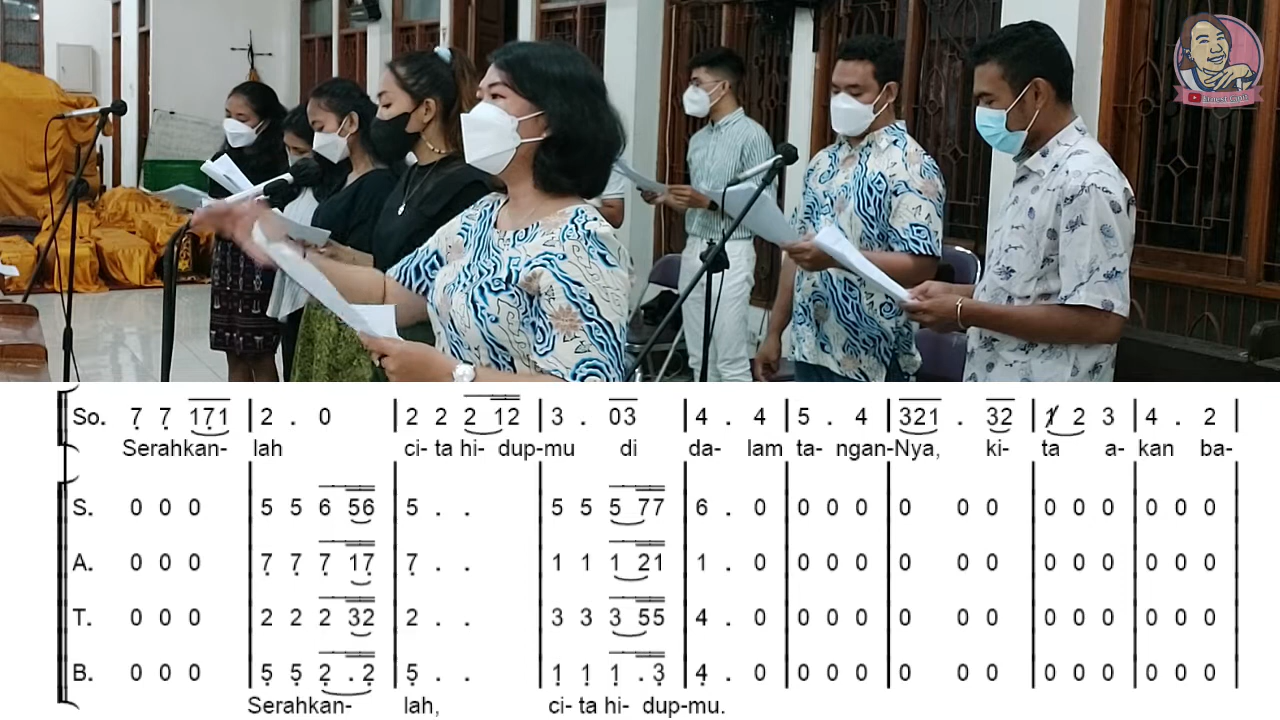 So. 7̣ 7̣ 17̣1 | 2 . 0 | 2 2 2 12 | 3 . 03 | 4 . 4 | 5 . 4 | 321 . 32 | 1̸ 2 3 | 4 . 2 |
Serahkan- lah ci- ta hi- dup-mu di da- lam ta- ngan-Nya, ki- ta a- kan ba-
S. 0 0 0 | 5 5 6 56 | 5 . . | 5 5 5 77 | 6 . 0 | 0 0 0 | 0 0 0 | 0 0 0 | 0 0 0 |
A. 0 0 0 | 7̣ 7̣ 7̣ 17̣ | 7̣ . . | 1 1 1 21 | 1 . 0 | 0 0 0 | 0 0 0 | 0 0 0 | 0 0 0 |
T. 0 0 0 | 2 2 2 32 | 2 . . | 3 3 3 55 | 4 . 0 | 0 0 0 | 0 0 0 | 0 0 0 | 0 0 0 |
B. 0 0 0 | 5̣ 5̣ 2̣ . 2̣ | 5̣ . . | 1̣ 1̣ 1̣ . 3̣ | 4̣ . 0 | 0 0 0 | 0 0 0 | 0 0 0 | 0 0 0 |
Serahkan- lah, ci- ta hi- dup-mu.